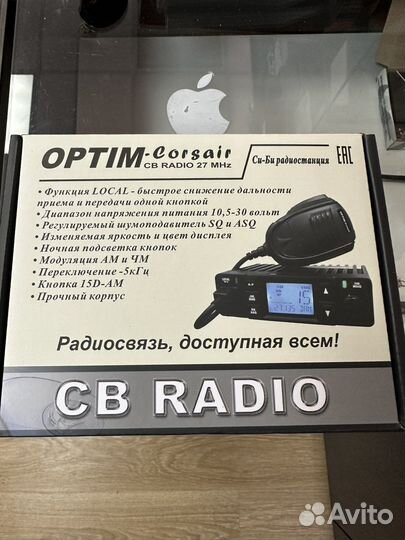 OPTIM-Corsair
CB RADIO 27 MHz
Си-Би радиостанция
EAC
• Функция LOCAL - быстрое снижение дальности
приема и передачи одной кнопкой
• Диапазон напряжения питания 10,5-30 вольт
• Регулируемый шумоподавитель SQ и ASQ
• Изменяемая яркость и цвет дисплея
• Ночная подсветка кнопок
• Модуляция АМ и ЧМ
• Переключение -5кГц
• Кнопка 15D-AM
• Прочный корпус
15
Радиосвязь, доступная всем!
CB RADIO
Avito